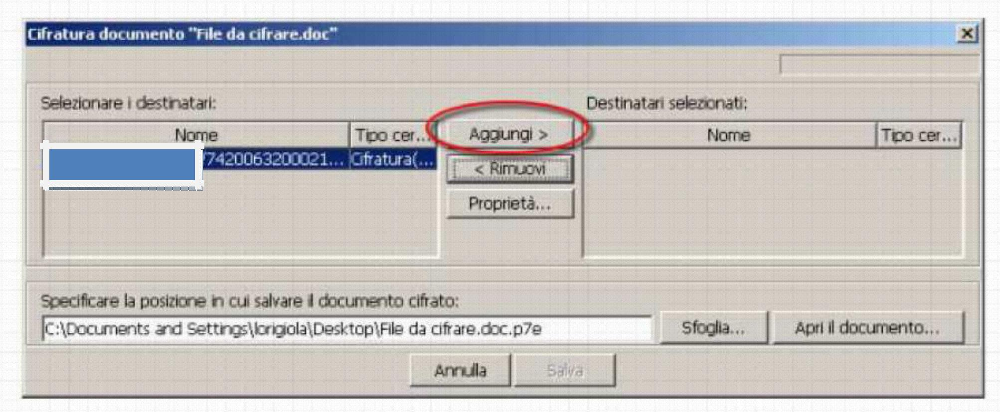 Cifratura documento "File da cifrare.doc"
Selezionare i destinatari:
Destinatari selezionati:
Nome Tipo cer...
Aggiungi >
Nome Tipo cer...
7420063200021... Cifratura(...
< Rimuovi
Proprietà...
Specificare la posizione in cui salvare il documento cifrato:
C:\Documents and Settings\lorigiola\Desktop\File da cifrare.doc.p7e
Sfoglia...
Apri il documento...
Annulla
Salva